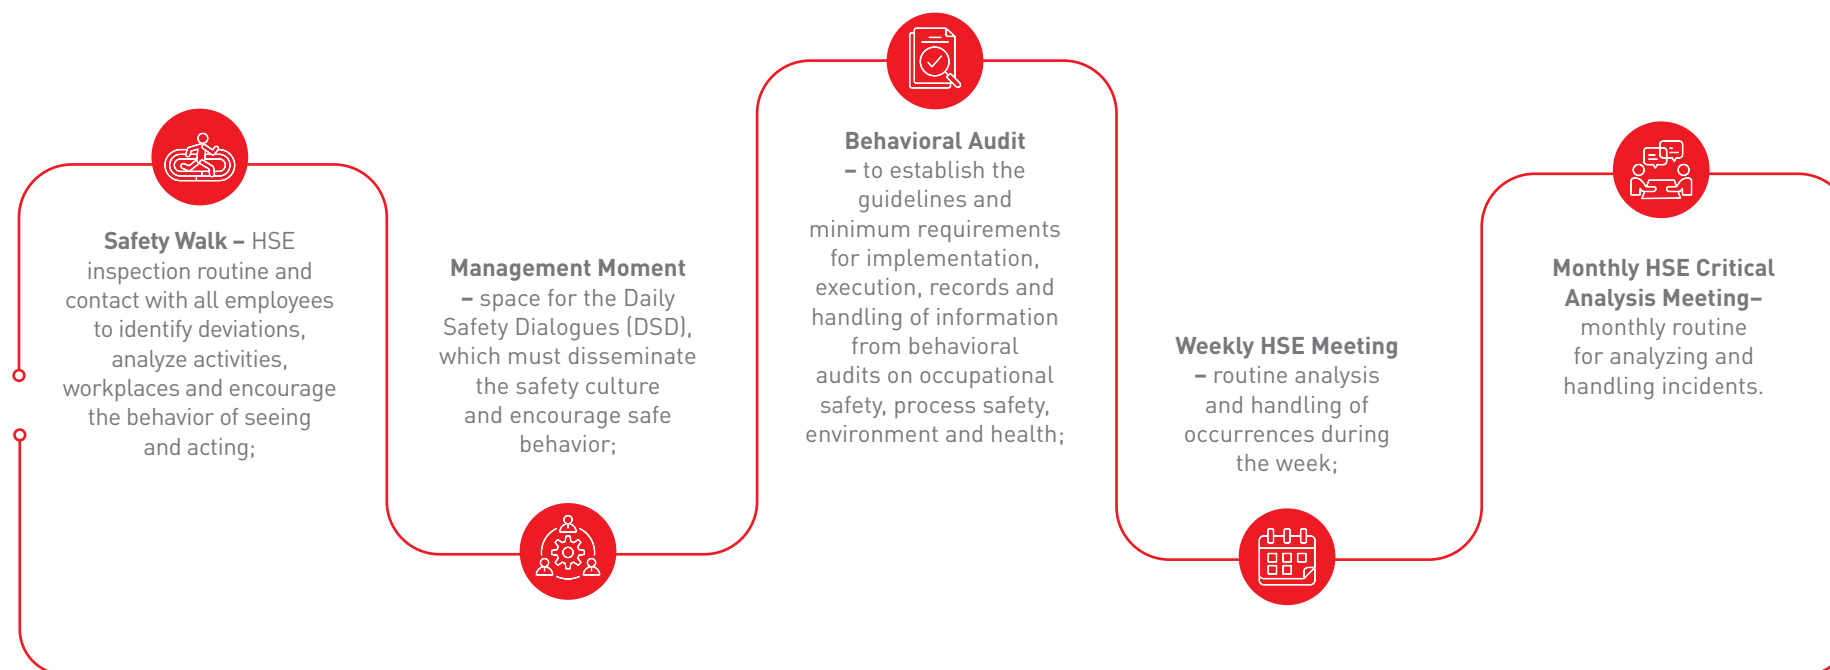 Safety Walk – HSE
inspection routine and
contact with all employees
to identify deviations,
analyze activities,
workplaces and encourage
the behavior of seeing
and acting;
Management Moment
– space for the Daily
Safety Dialogues (DSD),
which must disseminate
the safety culture
and encourage safe
behavior;
Behavioral Audit
– to establish the
guidelines and
minimum requirements
for implementation,
execution, records and
handling of information
from behavioral
audits on occupational
safety, process safety,
environment and health;
Weekly HSE Meeting
– routine analysis
and handling of
occurrences during
the week;
Monthly HSE Critical
Analysis Meeting–
monthly routine
for analyzing and
handling incidents.